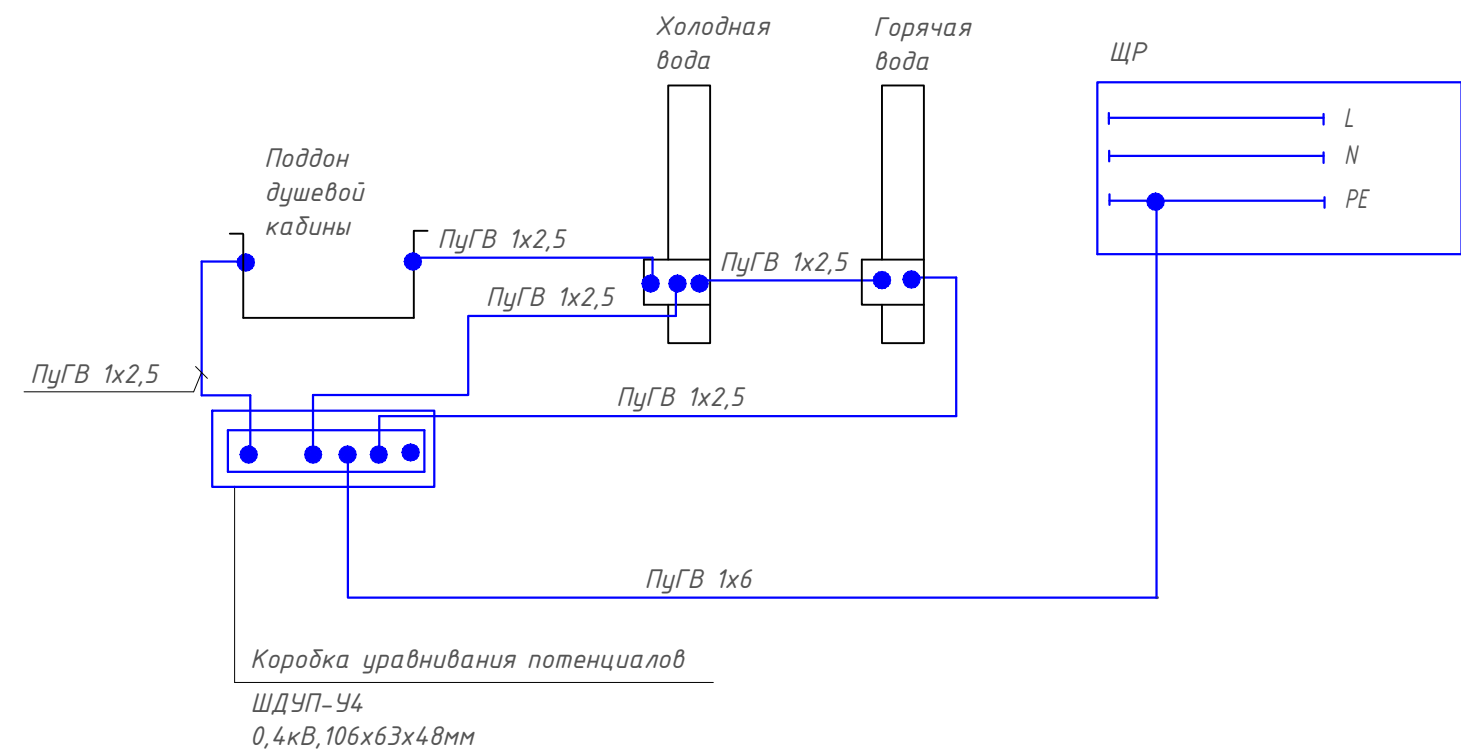 Холодная
вода
Горячая
вода
ЩР
L
N
PE
Поддон
душевой
кабины
ПуГВ 1х2,5
ПуГВ 1х2,5
ПуГВ 1х2,5
ПуГВ 1х2,5
ПуГВ 1х2,5
ПуГВ 1х6
Коробка уравнивания потенциалов
ШДУП-У4
0,4кВ,106х63х48мм